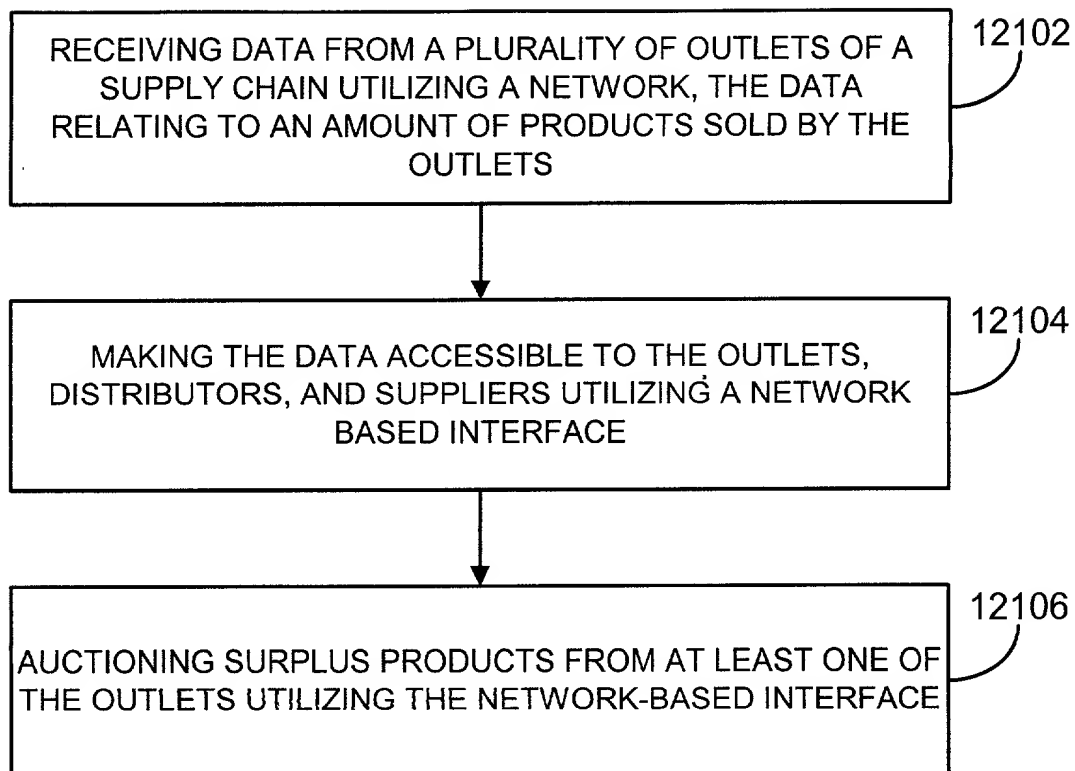 12102
RECEIVING DATA FROM A PLURALITY OF OUTLETS OF A
SUPPLY CHAIN UTILIZING A NETWORK, THE DATA
RELATING TO AN AMOUNT OF PRODUCTS SOLD BY THE
OUTLETS
12104
MAKING THE DATA ACCESSIBLE TO THE OUTLETS,
DISTRIBUTORS, AND SUPPLIERS UTILIZING A NETWORK
BASED INTERFACE
12106
AUCTIONING SURPLUS PRODUCTS FROM AT LEAST ONE OF
THE OUTLETS UTILIZING THE NETWORK-BASED INTERFACE